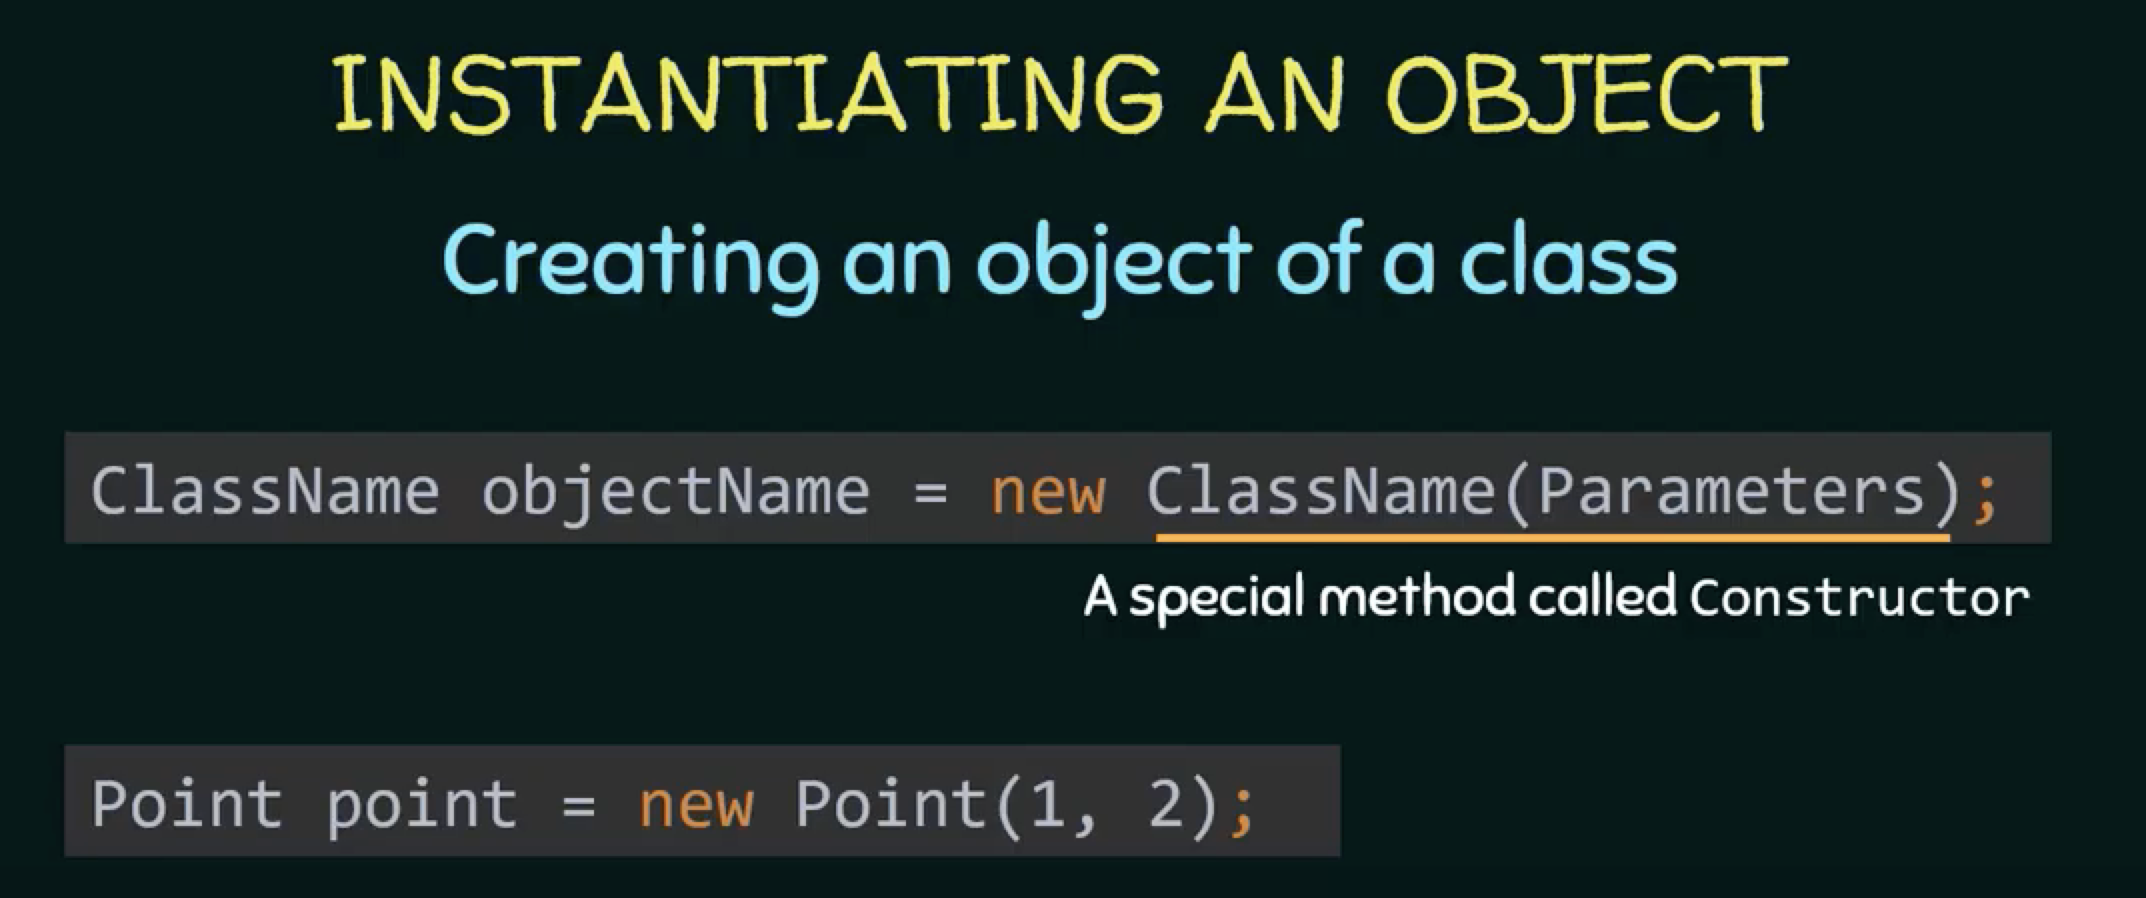 INSTANTIATING AN OBJECT
Creating an object of a class
ClassName objectName = new ClassName(Parameters);
A special method called Constructor
Point point = new Point(1, 2);